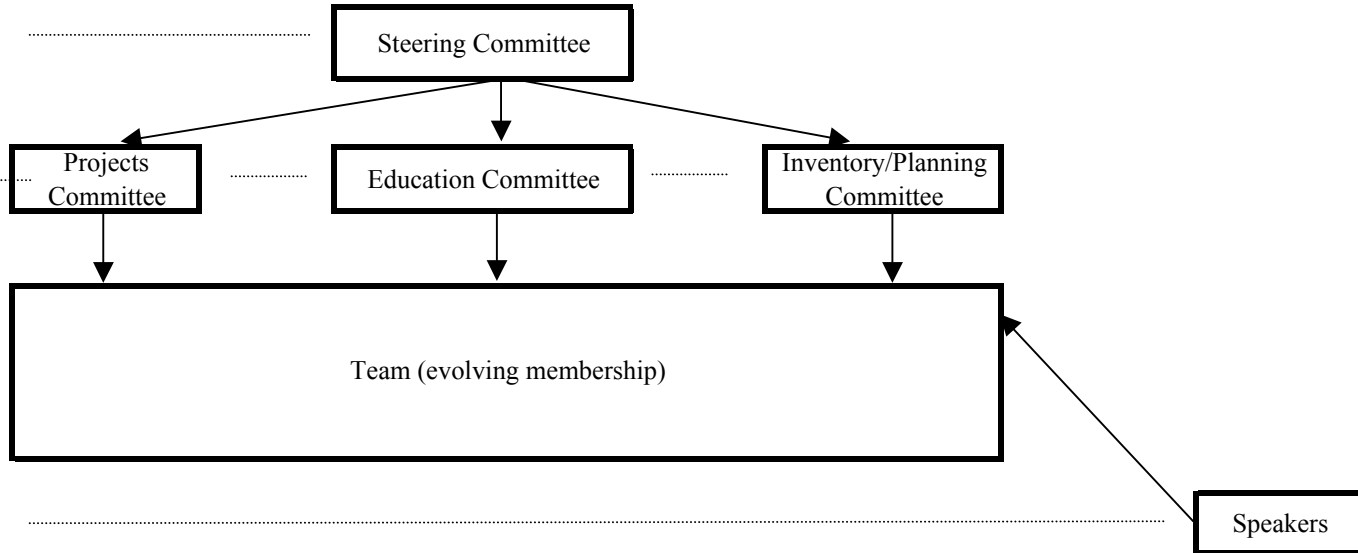 Steering Committee
Projects
Committee
Education Committee
Inventory/Planning
Committee
Team (evolving membership)
Speakers